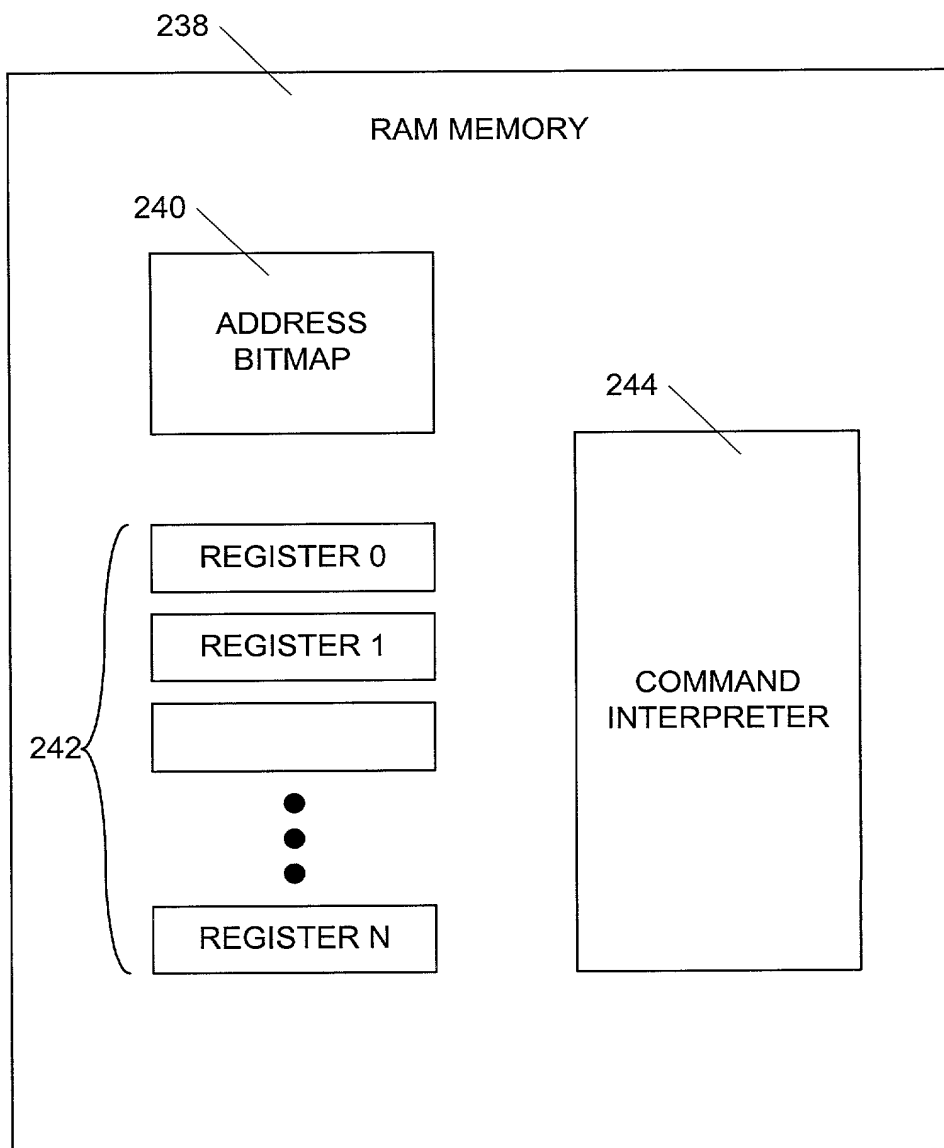 238
RAM MEMORY
240
ADDRESS
BITMAP
244
REGISTER 0
REGISTER 1
242
COMMAND
INTERPRETER
REGISTER N